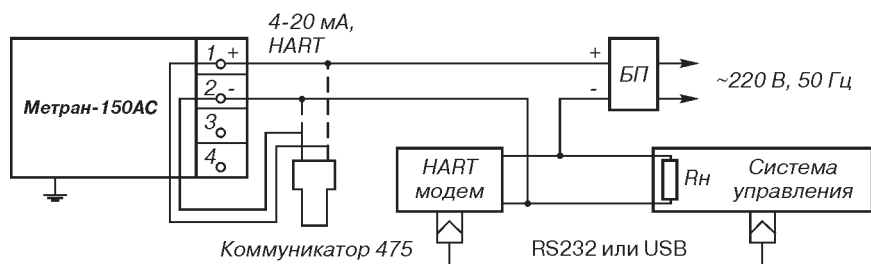 4-20 мА,
HART
1 +
2 -
3
4
Метран-150АС
+
-
БП
~220 В, 50 Гц
HART
модем
Rн
Система
управления
Коммуникатор 475
RS232 или USB